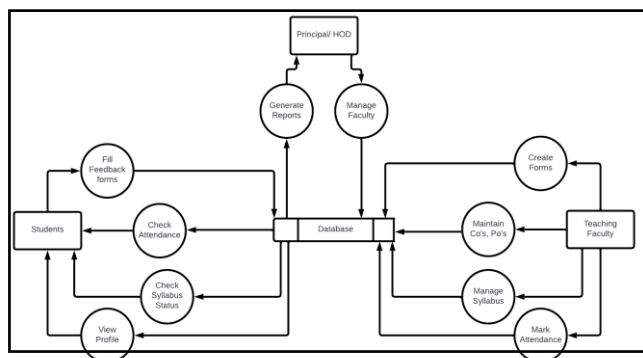 Principal/ HOD
Generate
Reports
Manage
Faculty
Fill
Feedback
forms
Create
Forms
Students
Check
Attendance
Database
Maintain
Co's, Po's
Teaching
Faculty
Check
Syllabus
Status
Manage
Syllabus
View
Profile
Mark
Attendance